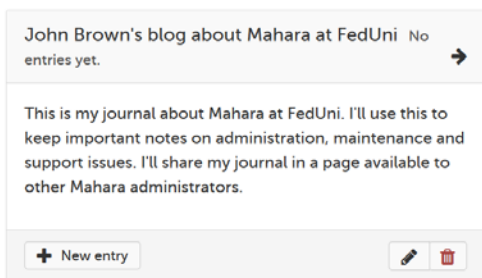 John Brown's blog about Mahara at FedUni No
entries yet.
This is my journal about Mahara at FedUni. I'll use this to
keep important notes on administration, maintenance and
support issues. I'll share my journal in a page available to
other Mahara administrators.
New entry